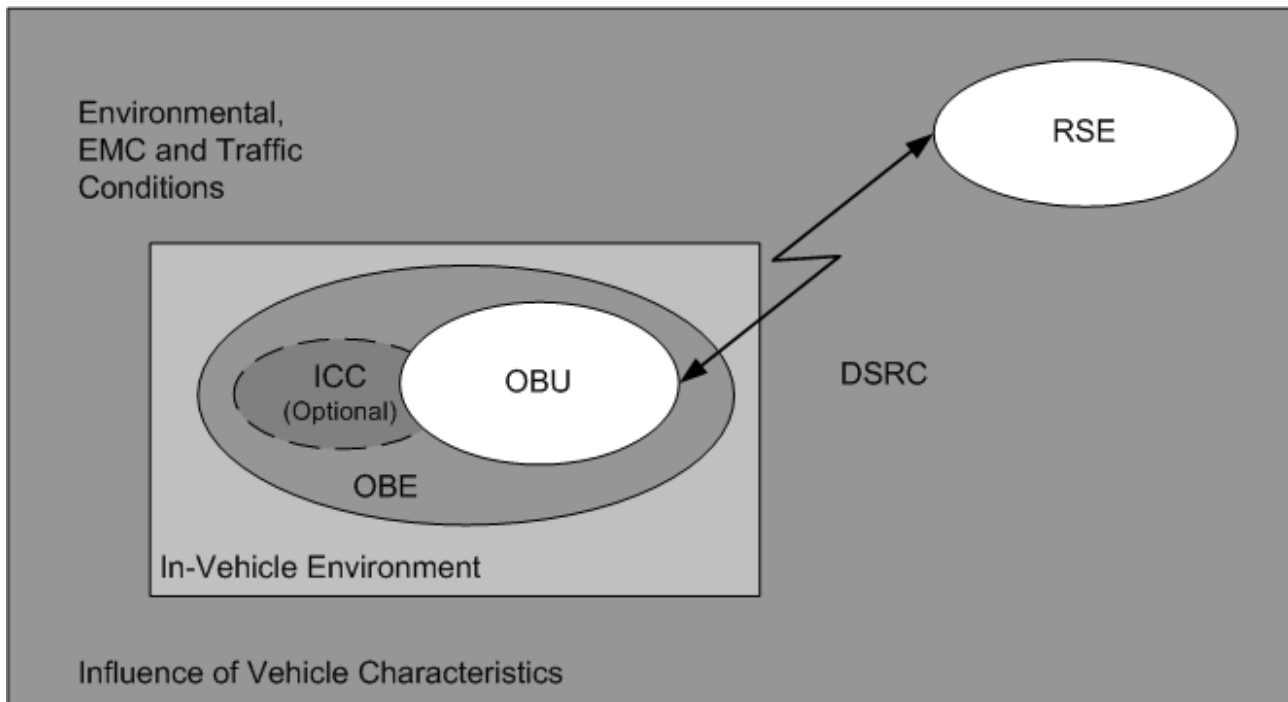 Environmental,
EMC and Traffic
Conditions
RSE
ICC
(Optional)
OBU
DSRC
OBE
In-Vehicle Environment
Influence of Vehicle Characteristics